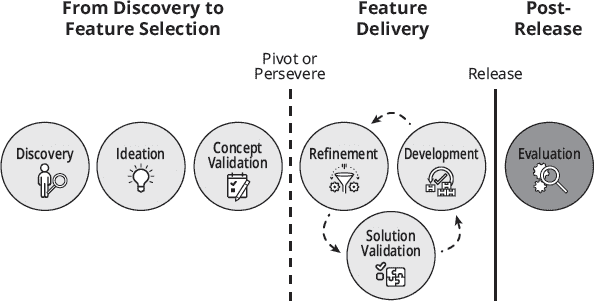 From Discovery to
Feature Selection
Feature
Delivery
Post-
Release
Pivot or
Persevere
Release
Discovery
Ideation
Concept
Validation
Refinement
Development
Solution
Validation
Evaluation